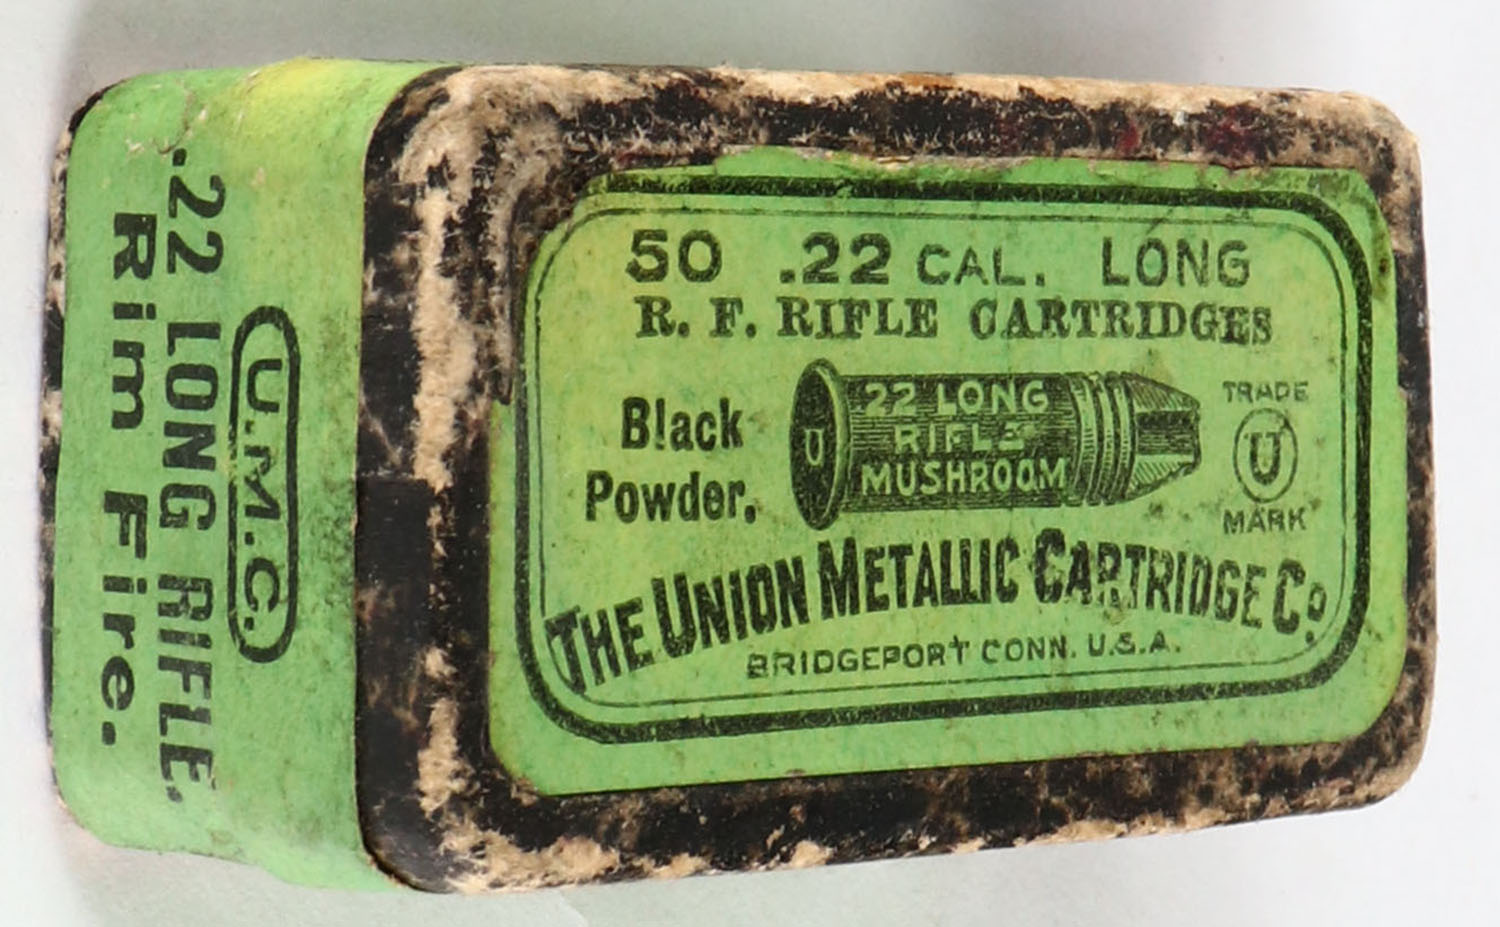 50 .22 CAL. LONG
R. F. RIFLE CARTRIDGES
Black
Powder.
U
22 LONG
RIFLE
MUSHROOM
TRADE
U
MARK
THE UNION METALLIC CARTRIDGE Co.
BRIDGEPORT CONN. U.S.A.
U.M.C.
.22 LONG RIFLE.
Rim Fire.